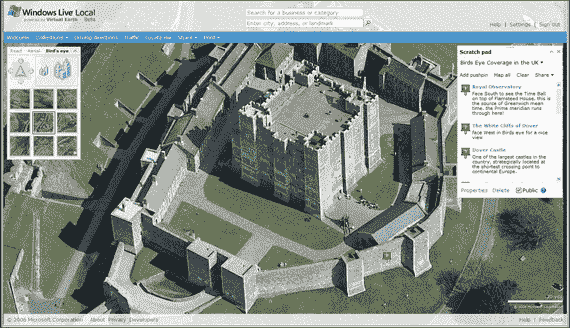 Windows Live Local
powered by Virtual Earth Beta
Search for a business or category
Enter city, address, or landmark
Help | Settings | Sign out
Welcome Collections Driving directions Traffic Locate me Share Print
Road Aerial Bird's eye
Scratch pad
Birds Eye Coverage in the UK
Add pushpin Map all Clear Share
Royal Observatory
Face South to see the Time Ball
on top of Flamsteed House, this is
the source of Greenwich mean
time, the Prime meridian runs
through here!
The White Cliffs of Dover
face West in Birds eye for a nice
view
Dover Castle
One of the largest castles in the
country, strategically located at
the shortest crossing point to
continental Europe.
Properties Delete Public
© 2006 Microsoft Corporation About Privacy Developers
Help | Feedback